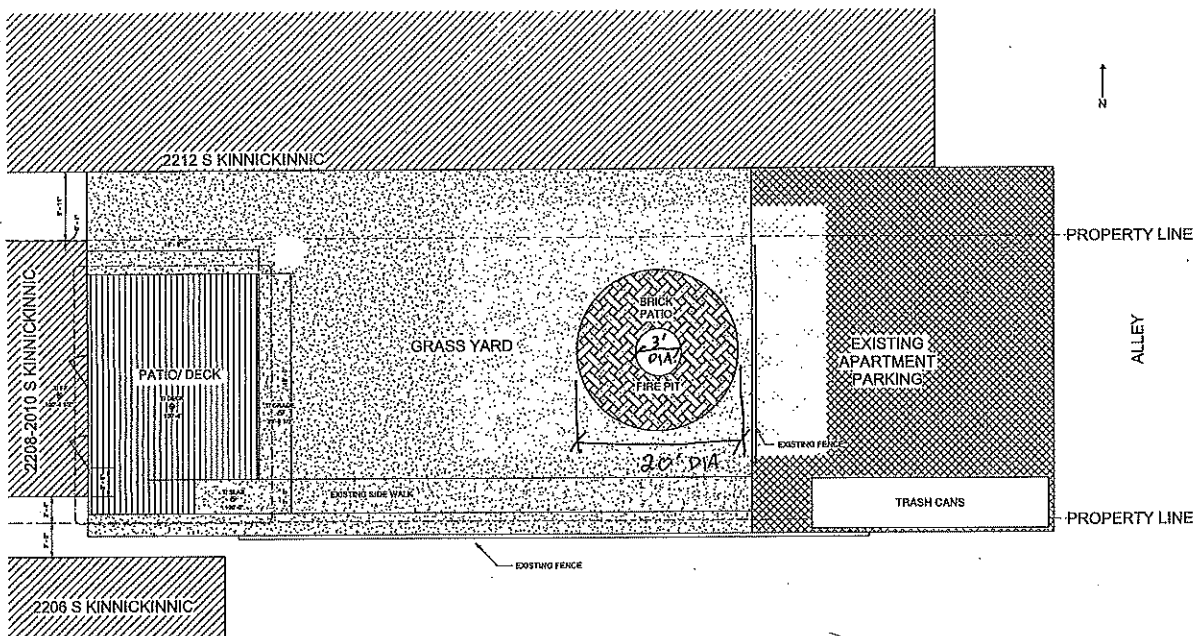 N
2212 S KINNICKINNIC
PROPERTY LINE
2208-2010 S KINNICKINNIC
BRICK
PATIO
3'
DIA
FIRE PIT
GRASS YARD
PATIO/ DECK
EXISTING
APARTMENT
PARKING
ALLEY
EXISTING FENCE
20' DIA
EXISTING SIDE WALK
TRASH CANS
PROPERTY LINE
EXISTING FENCE
2206 S KINNICKINNIC